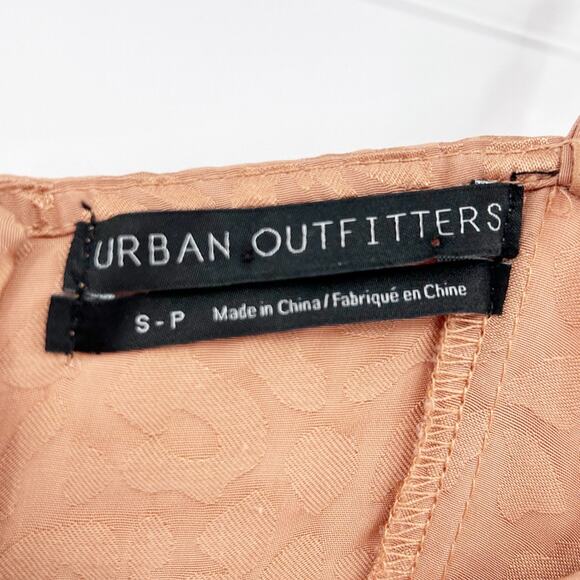 URBAN OUTFITTERS
S-P Made in China / Fabriqué en Chine